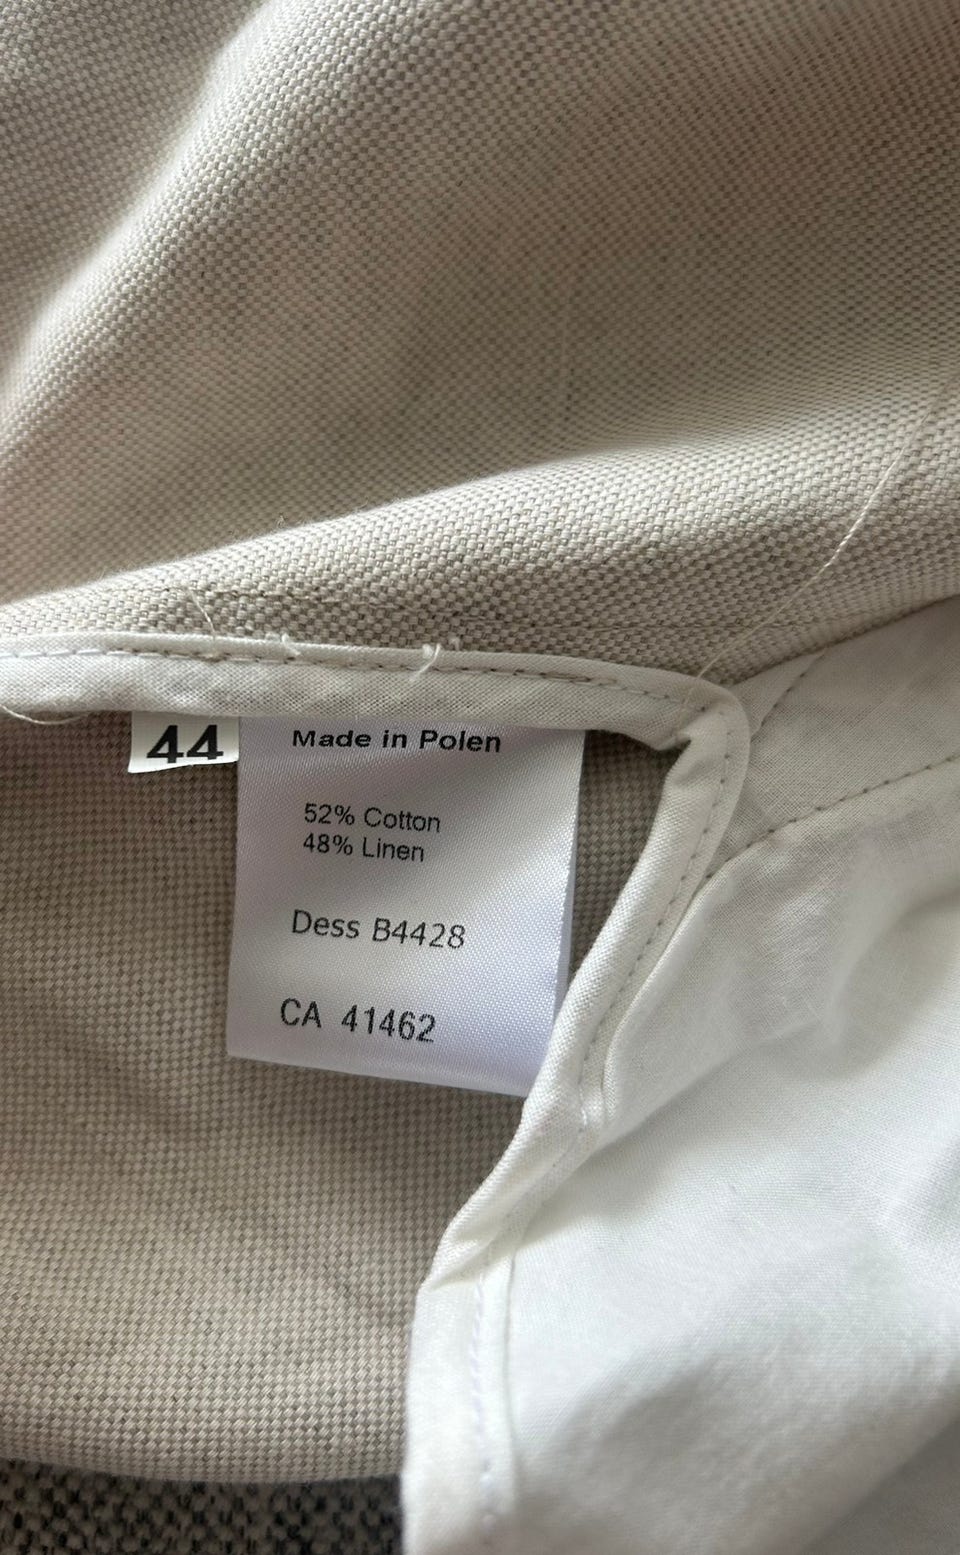 44
Made in Polen
52% Cotton
48% Linen
Dess B4428
CA 41462